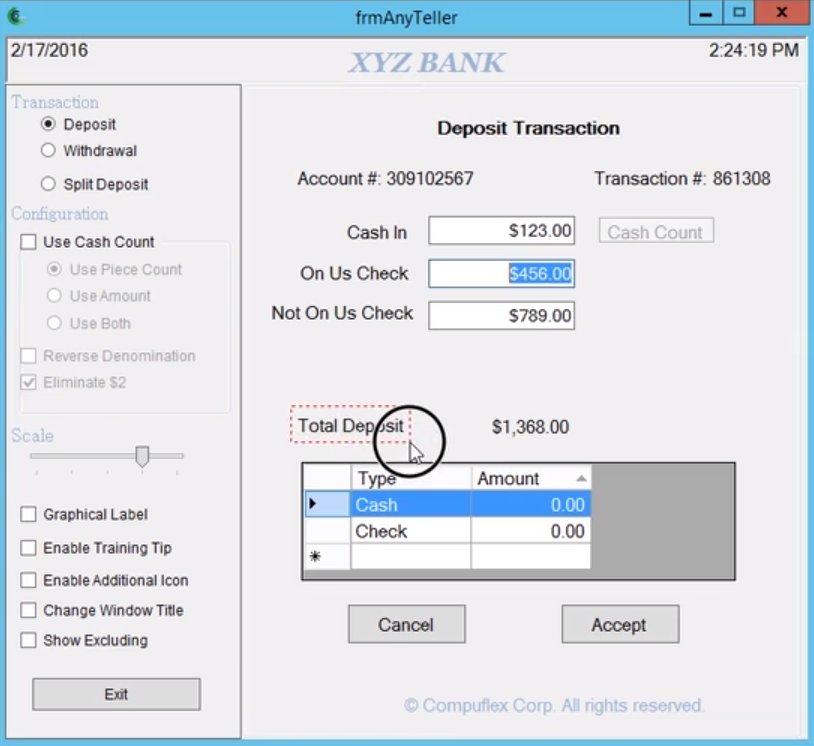 frmAnyTeller
2/17/2016
XYZ BANK
2:24:19 PM
Transaction
Deposit
Withdrawal
Split Deposit
Configuration
Use Cash Count
Use Piece Count
Use Amount
Use Both
Reverse Denomination
Eliminate $2
Scale
Graphical Label
Enable Training Tip
Enable Additional Icon
Change Window Title
Show Excluding
Exit
Deposit Transaction
Account #: 309102567 Transaction #: 861308
Cash In $123.00 Cash Count
On Us Check $456.00
Not On Us Check $789.00
Total Deposit $1,368.00
Type Amount
Cash 0.00
Check 0.00
Cancel Accept
© Compuflex Corp. All rights reserved.